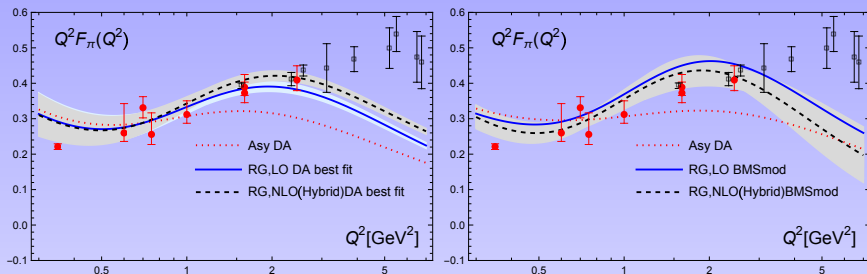 0.6
0.5
0.4
0.3
0.2
0.1
0.0
-0.1
Q²Fπ(Q²)
Asy DA
RG,LO DA best fit
RG,NLO(Hybrid)DA best fit
Q²[GeV²]
0.5 1 2 5
0.6
0.5
0.4
0.3
0.2
0.1
0.0
-0.1
Q²Fπ(Q²)
Asy DA
RG,LO BMSmod
RG,NLO(Hybrid)BMSmod
Q²[GeV²]
0.5 1 2 5